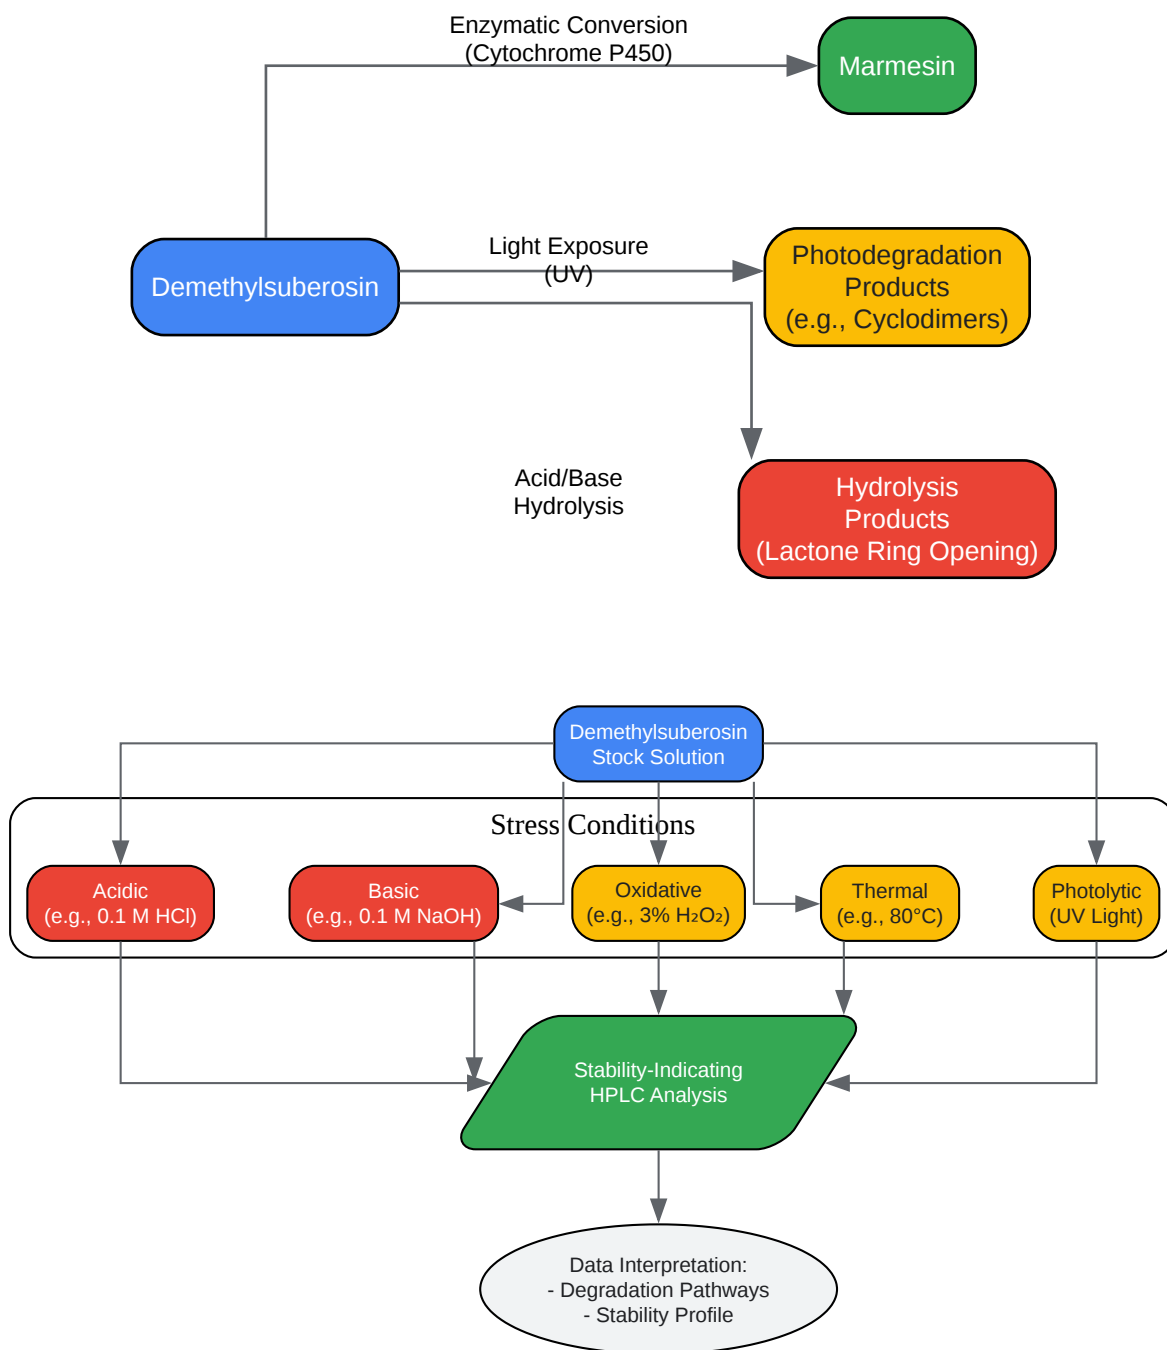 Enzymatic Conversion
(Cytochrome P450)
Marmesin
Demethylsuberosin
Light Exposure
(UV)
Photodegradation
Products
(e.g., Cyclodimers)
Acid/Base
Hydrolysis
Hydrolysis
Products
(Lactone Ring Opening)
Demethylsuberosin
Stock Solution
Stress Conditions
Acidic
(e.g., 0.1 M HCl)
Basic
(e.g., 0.1 M NaOH)
Oxidative
(e.g., 3% H₂O₂)
Thermal
(e.g., 80°C)
Photolytic
(UV Light)
Stability-Indicating
HPLC Analysis
Data Interpretation:
- Degradation Pathways
- Stability Profile